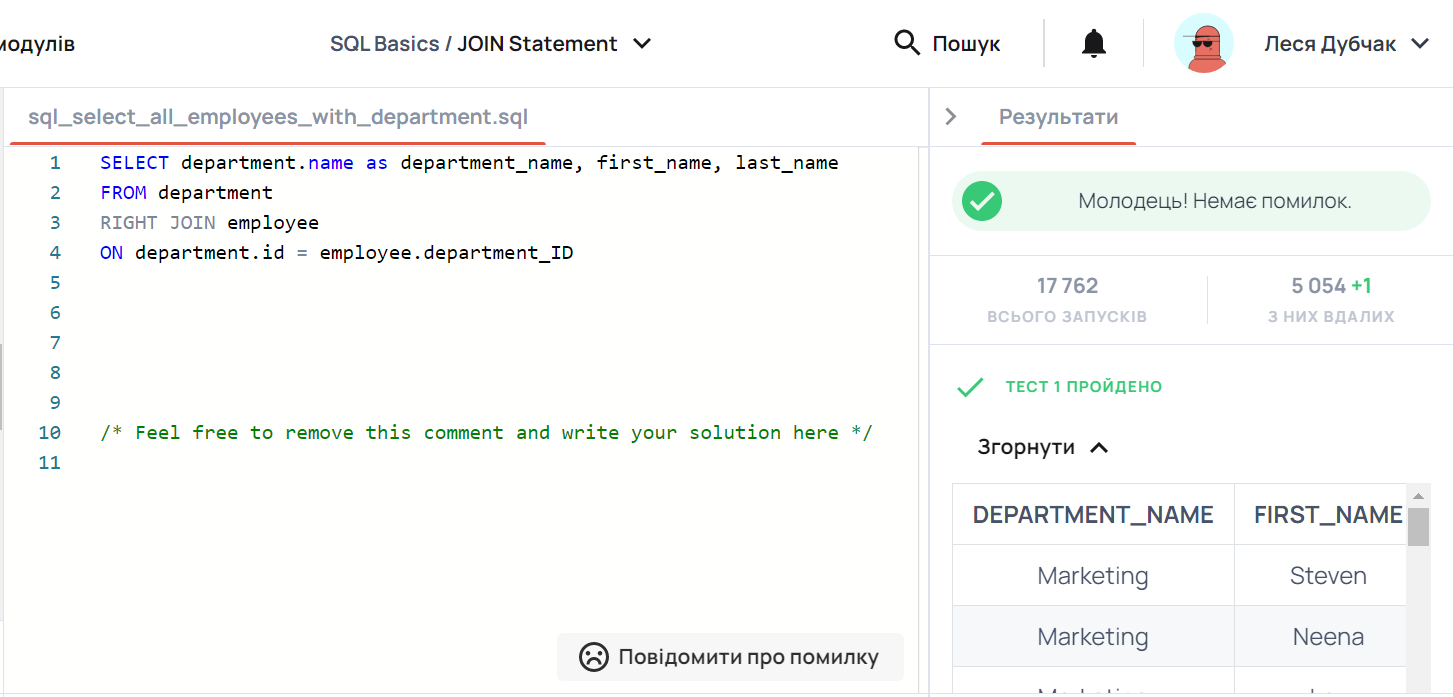 модулів
SQL Basics / JOIN Statement
Пошук
Леся Дубчак
sql_select_all_employees_with_department.sql
1 SELECT department.name as department_name, first_name, last_name
2 FROM department
3 RIGHT JOIN employee
4 ON department.id = employee.department_ID
5
6
7
8
9
10 /* Feel free to remove this comment and write your solution here */
11
Повідомити про помилку
Результати
Молодець! Немає помилок.
17 762 5 054 +1
ВСЬОГО ЗАПУСКІВ З НИХ ВДАЛИХ
ТЕСТ 1 ПРОЙДЕНО
Згорнути
DEPARTMENT_NAME FIRST_NAME
Marketing Steven
Marketing Neena